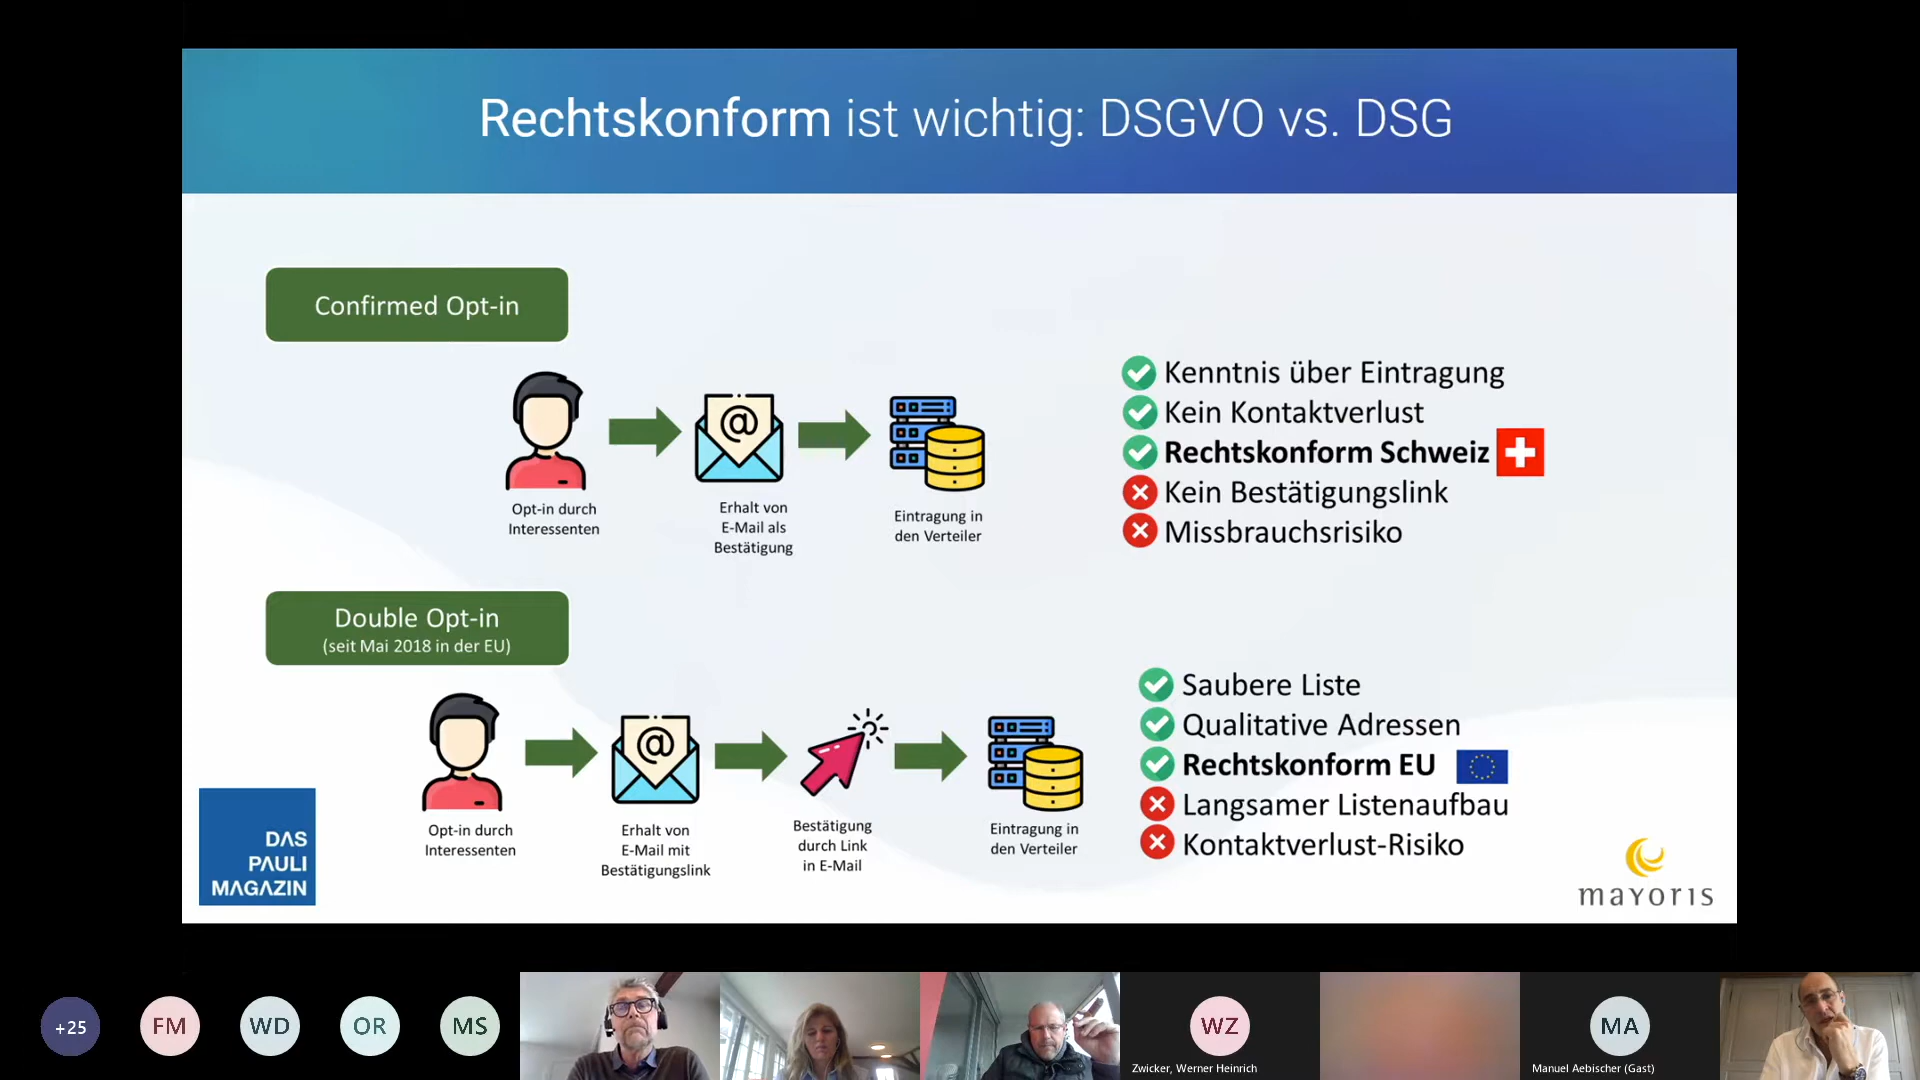 Rechtskonform ist wichtig: DSGVO vs. DSG
Confirmed Opt-in
Opt-in durch
Interessenten
Erhalt von
E-Mail als
Bestätigung
Eintragung in
den Verteiler
Kenntnis über Eintragung
Kein Kontaktverlust
Rechtskonform Schweiz
Kein Bestätigungslink
Missbrauchsrisiko
Double Opt-in
(seit Mai 2018 in der EU)
Opt-in durch
Interessenten
Erhalt von
E-Mail mit
Bestätigungslink
Bestätigung
durch Link
in E-Mail
Eintragung in
den Verteiler
Saubere Liste
Qualitative Adressen
Rechtskonform EU
Langsamer Listenaufbau
Kontaktverlust-Risiko
DAS
PAULI
MAGAZIN
mayoris
+25
FM
WD
OR
MS
WZ
Zwicker, Werner Heinrich
MA
Manuel Aebischer (Gast)